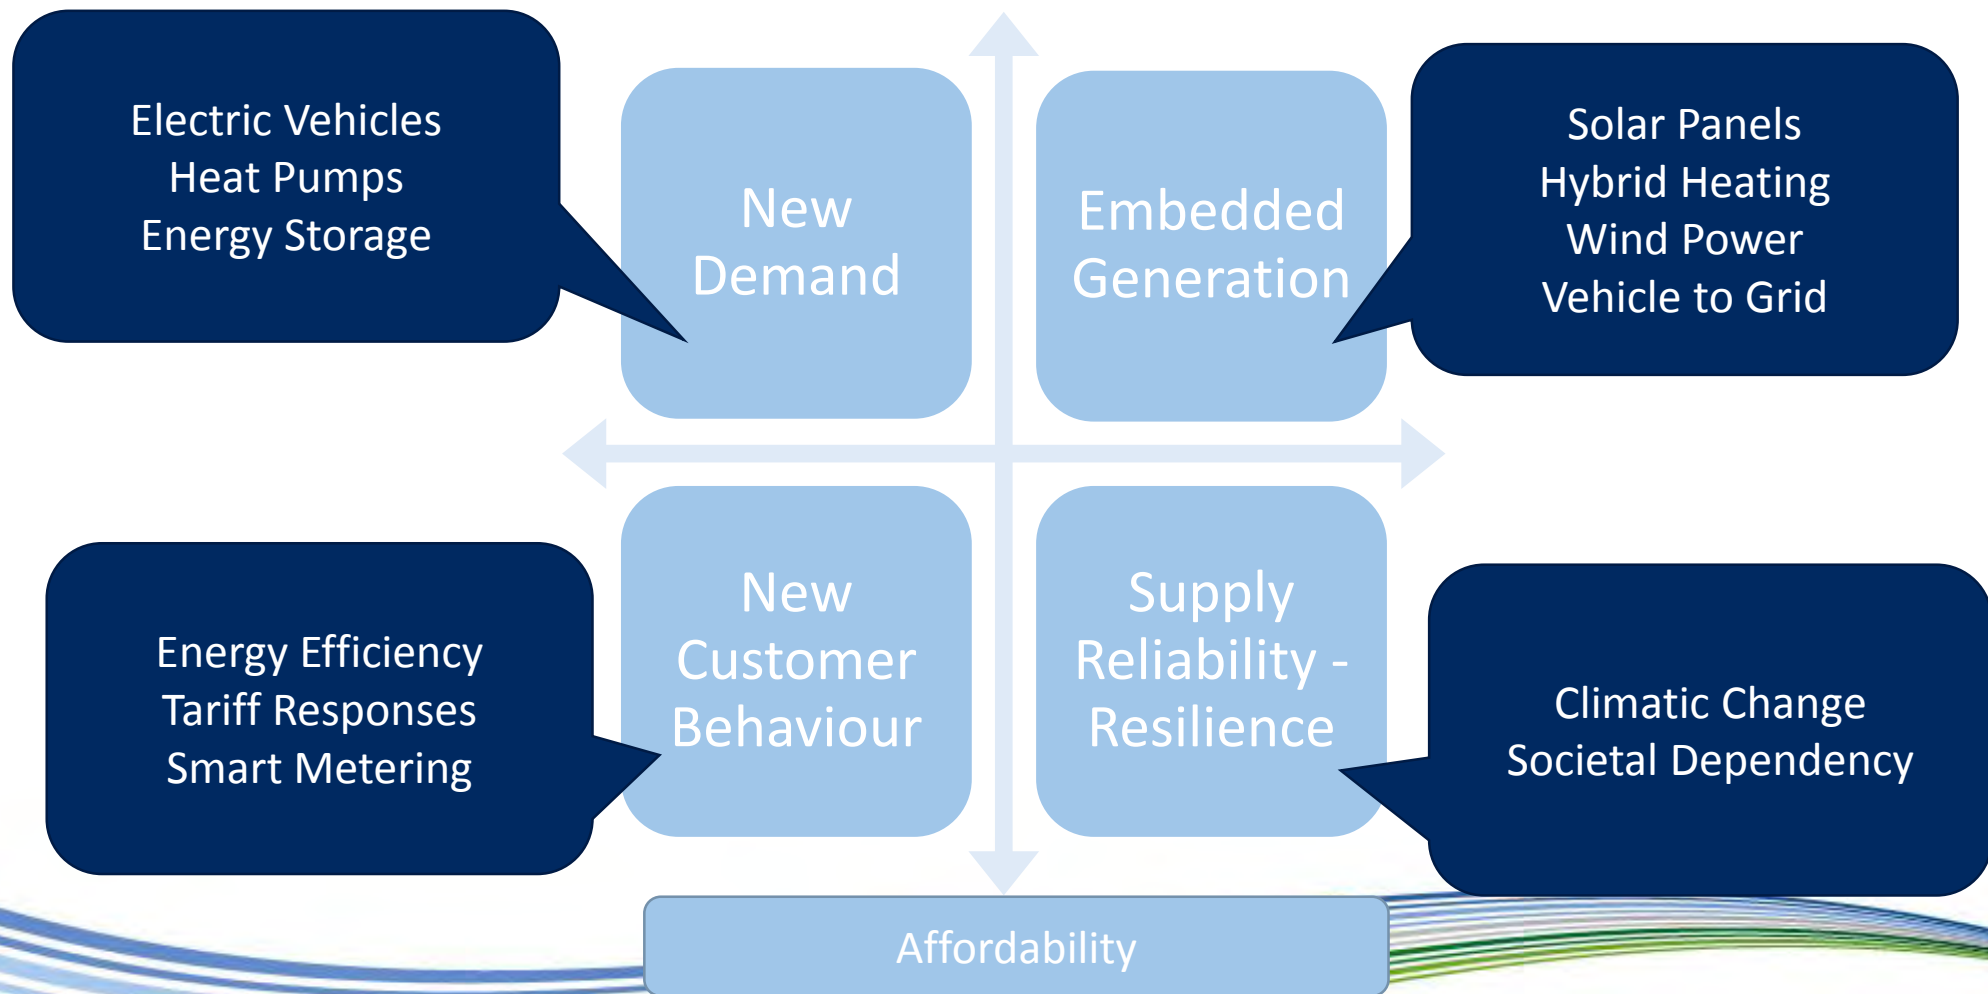 Electric Vehicles
Heat Pumps
Energy Storage
New
Demand
Embedded
Generation
Solar Panels
Hybrid Heating
Wind Power
Vehicle to Grid
Energy Efficiency
Tariff Responses
Smart Metering
New
Customer
Behaviour
Supply
Reliability -
Resilience
Climatic Change
Societal Dependency
Affordability